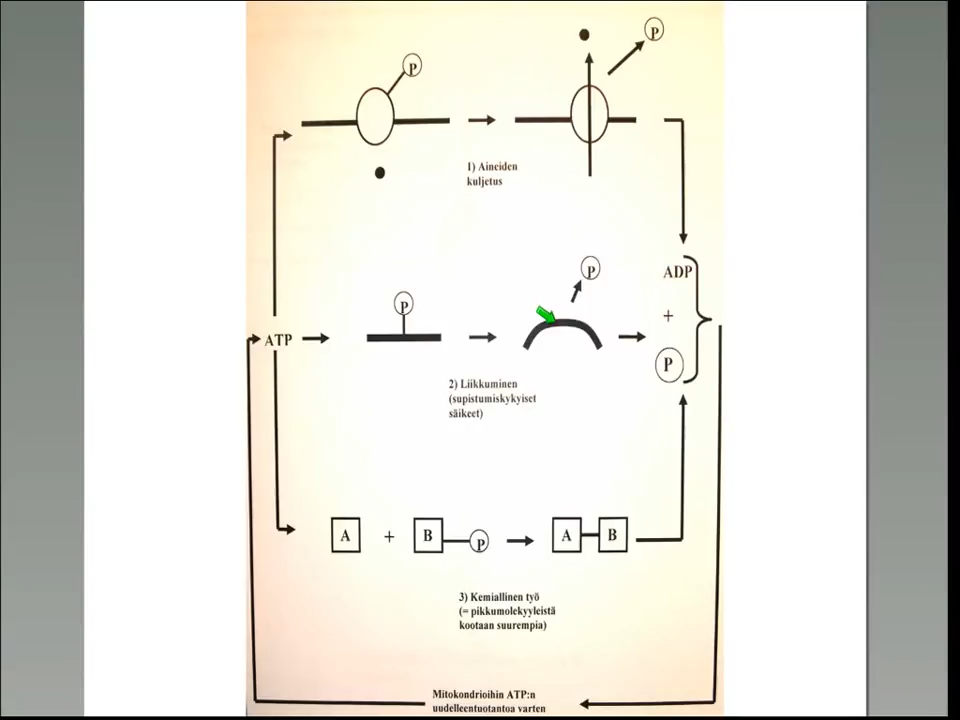 P
P
1) Aineiden
kuljetus
P
P
ADP
+
P
ATP
2) Liikkuminen
(supistumiskykyiset
säikeet)
A + B P A B
3) Kemiallinen työ
(= pikkumolekyyleistä
kootaan suurempia)
Mitokondrioihin ATP:n
uudelleentuotantoa varten